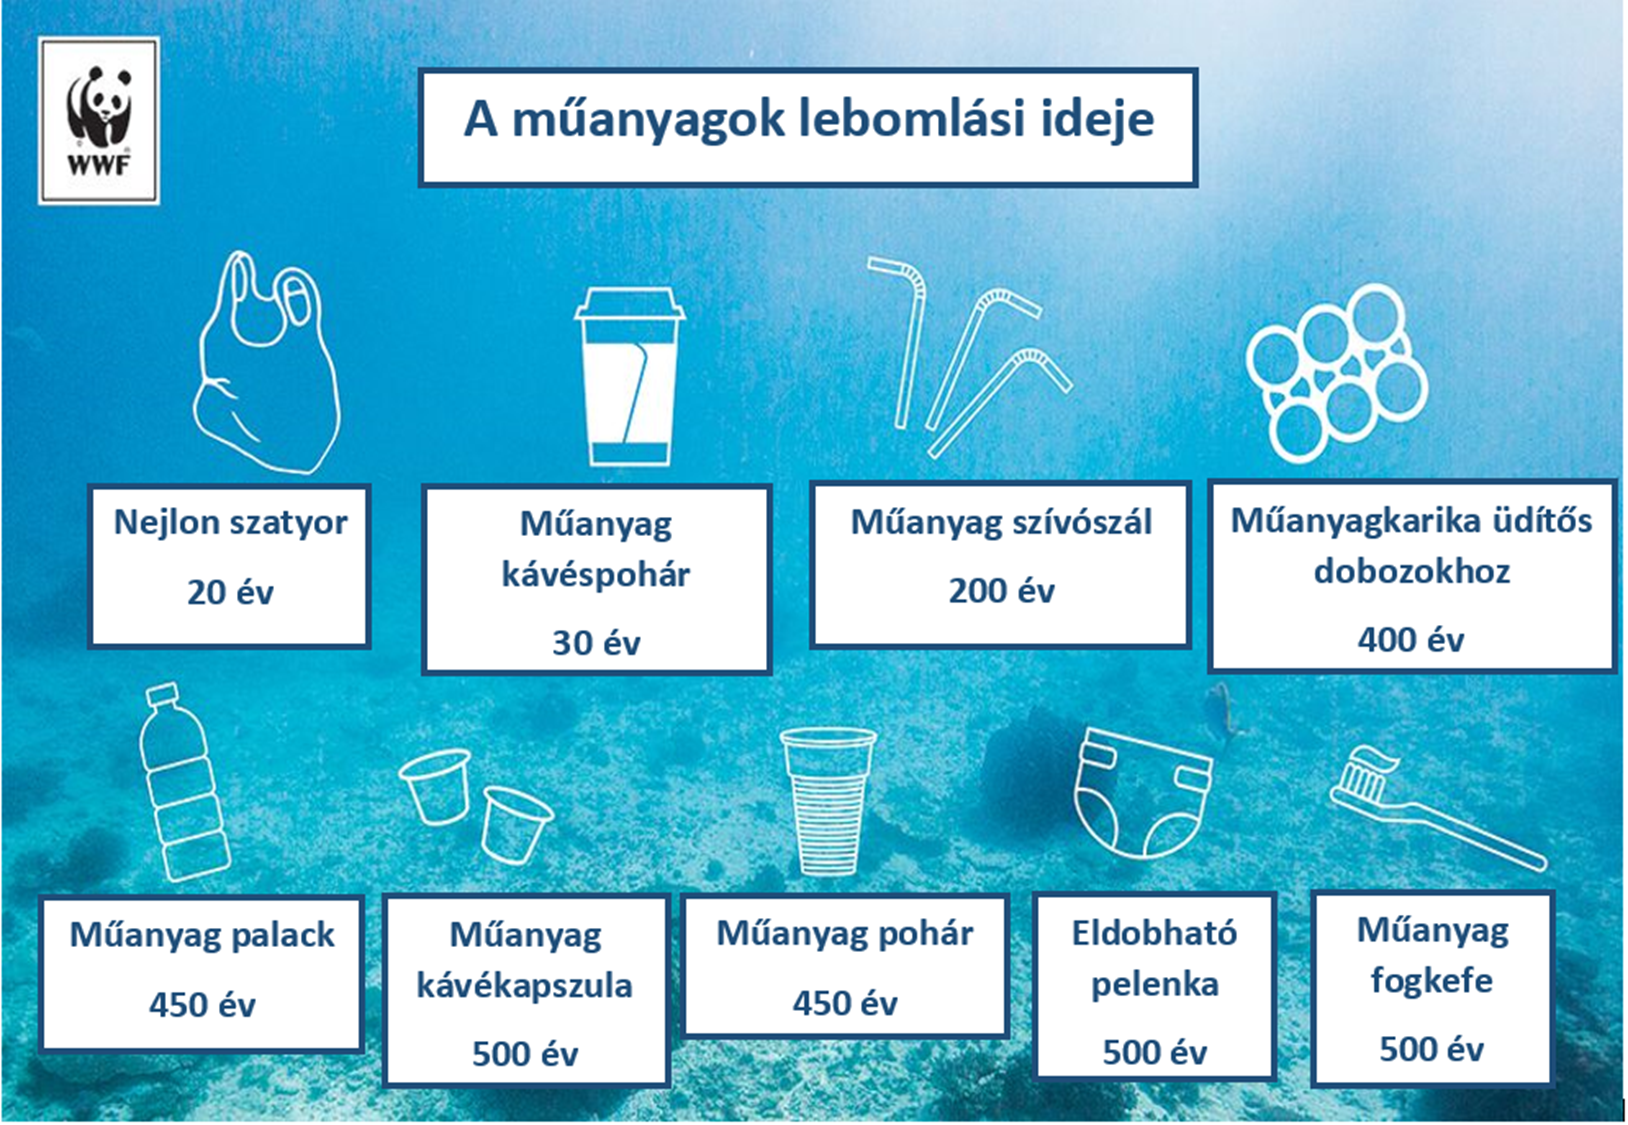 WWF
A műanyagok lebomlási ideje
Nejlon szatyor
20 év
Műanyag
kávéspohár
30 év
Műanyag szívószál
200 év
Műanyagkarika üdítős
dobozokhoz
400 év
Műanyag palack
450 év
Műanyag
kávékapszula
500 év
Műanyag pohár
450 év
Eldobható
pelenka
500 év
Műanyag
fogkefe
500 év